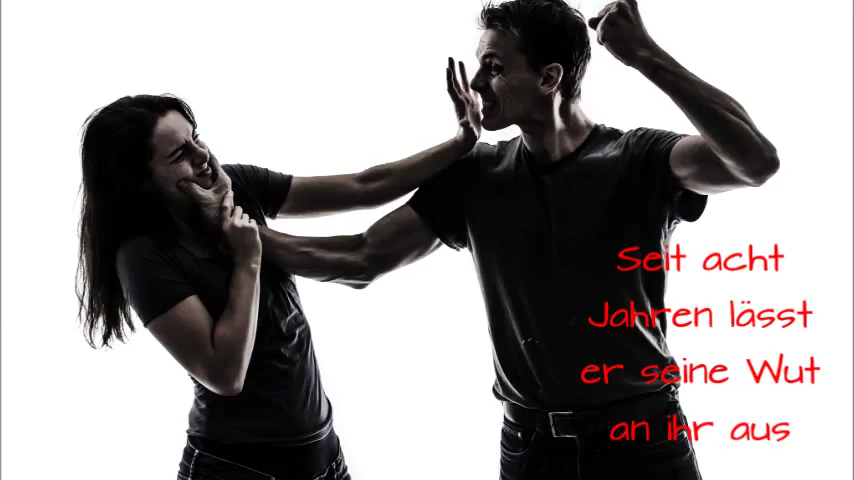 Seit acht
Jahren lässt
er seine Wut
an ihr aus